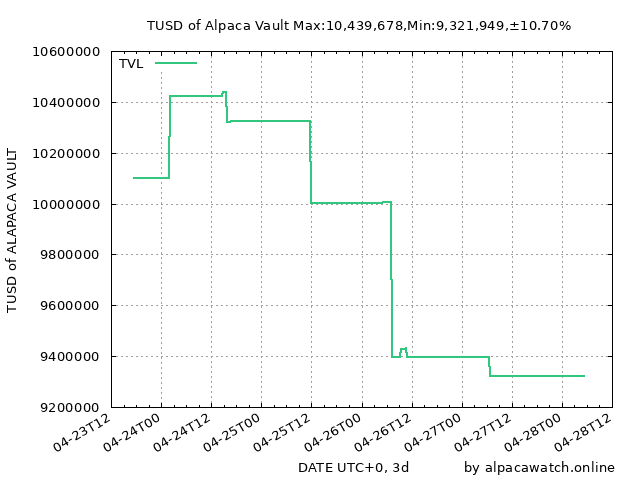 TUSD of Alpaca Vault Max:10,439,678,Min:9,321,949,±10.70%
TVL
TUSD of ALAPACA VAULT
10600000
10400000
10200000
10000000
9800000
9600000
9400000
9200000
04-23T12
04-24T00
04-24T12
04-25T00
04-25T12
04-26T00
04-26T12
04-27T00
04-27T12
04-28T00
04-28T12
DATE UTC+0, 3d
by alpacawatch.online